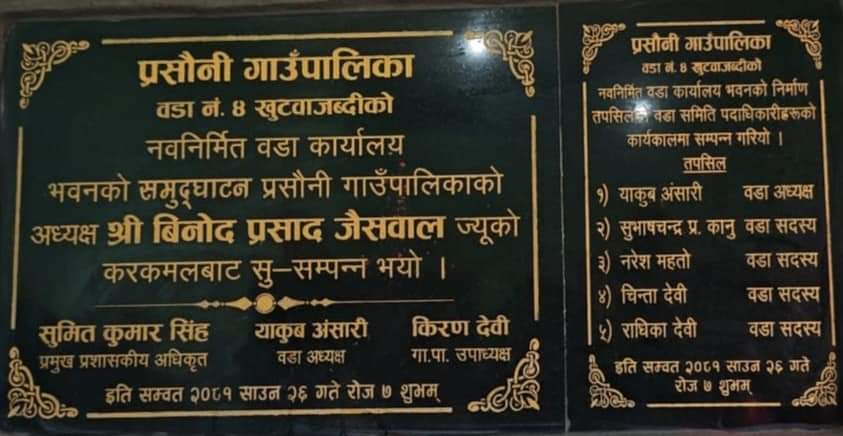 प्रसौनी गाउँपालिका
वडा नं. ४ खुटवाजब्दीको
नवनिर्मित वडा कार्यालय
भवनको समुद्घाटन प्रसौनी गाउँपालिकाको
अध्यक्ष श्री बिनोद प्रसाद जैसवाल ज्यूको
करकमलबाट सु–सम्पन्न भयो ।
सुमित कुमार सिंह याकुब अंसारी किरण देवी
प्रमुख प्रशासकीय अधिकृत वडा अध्यक्ष गा.पा. उपाध्यक्ष
इति सम्वत २०८१ साउन २६ गते रोज ७ शुभम्
प्रसौनी गाउँपालिका
वडा नं. ४ खुटवाजब्दीको
नवनिर्मित वडा कार्यालय भवनको निर्माण
वडा समिति पदाधिकारीहरूको
कार्यकालमा सम्पन्न गरियो ।
तपसिल
१) याकुब अंसारी वडा अध्यक्ष
२) सुभाषचन्द्र प्र. कानु वडा सदस्य
३) नरेश महतो वडा सदस्य
४) चिन्ता देवी वडा सदस्य
५) राधिका देवी वडा सदस्य
इति सम्वत २०८१ साउन २६ गते
रोज ७ शुभम्